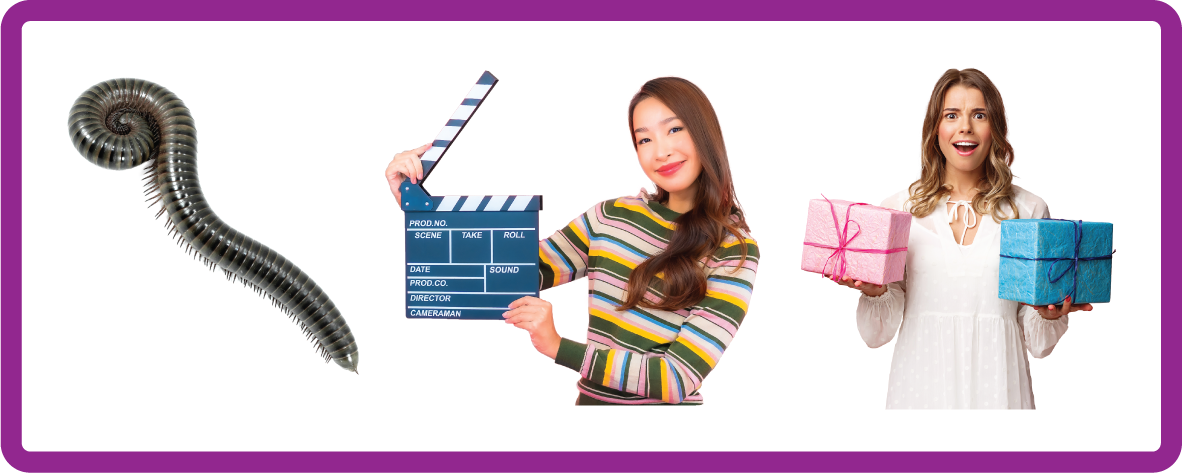 PROD.NO.
SCENE TAKE ROLL
DATE SOUND
PROD.CO.
DIRECTOR
CAMERAMAN